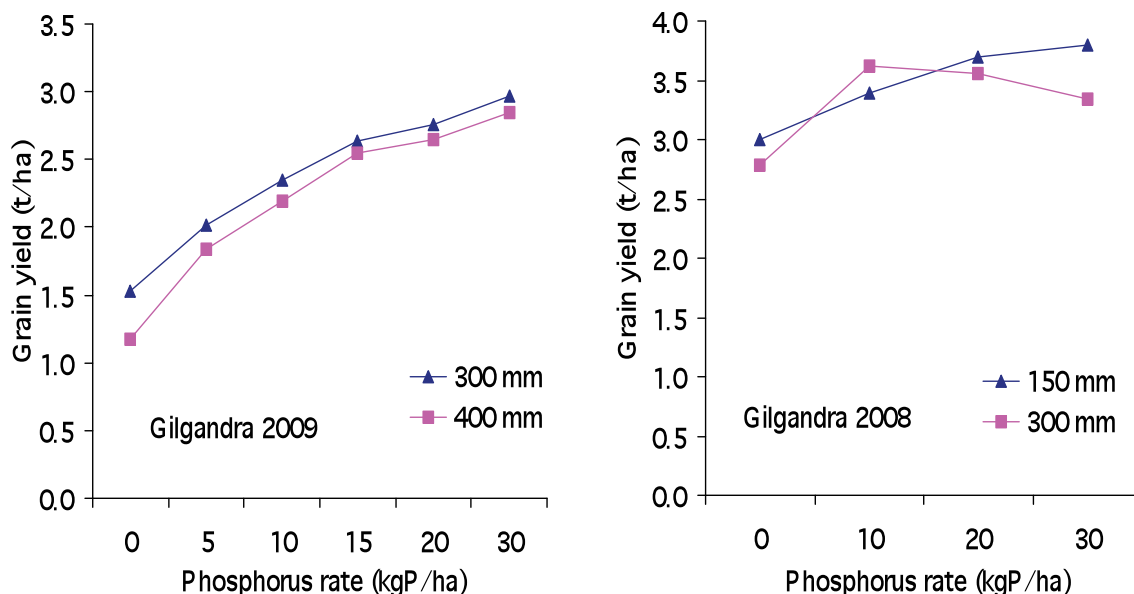 3.5
3.0
2.5
2.0
1.5
1.0
0.5
0.0
Grain yield (t/ha)
300 mm
400 mm
Gilgandra 2009
0 5 10 15 20 30
Phosphorus rate (kgP/ha)
4.0
3.5
3.0
2.5
2.0
1.5
1.0
0.5
0.0
Grain yield (t/ha)
150 mm
300 mm
Gilgandra 2008
0 10 20 30
Phosphorus rate (kgP/ha)